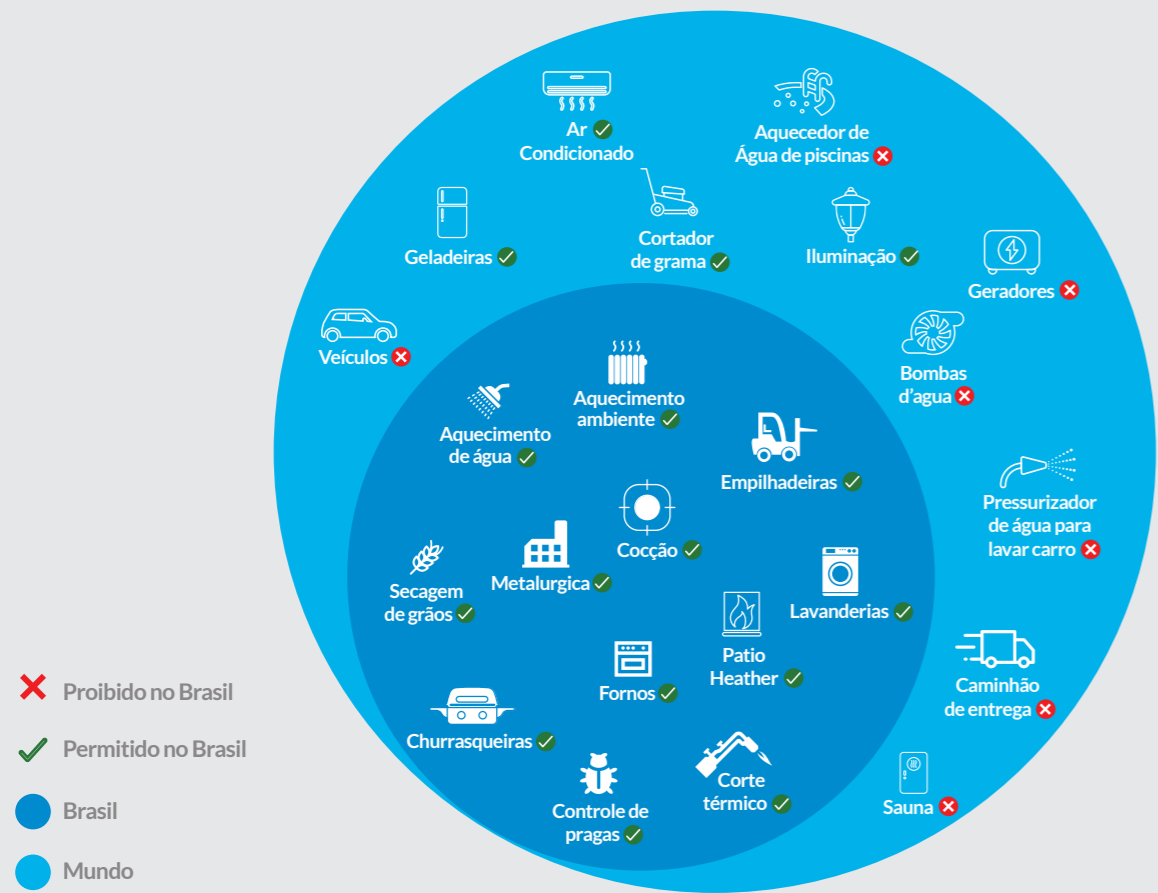 Ar
Condicionado
Aquecedor de
Água de piscinas
Geladeiras
Cortador
de grama
Iluminação
Geradores
Veículos
Bombas
d'agua
Aquecimento
ambiente
Aquecimento
de água
Empilhadeiras
Pressurizador
de água para
lavar carro
Cocção
Metalurgica
Secagem
de grãos
Lavanderias
Patio
Heather
Fornos
Caminhão
de entrega
Churrasqueiras
Corte
térmico
Controle de
pragas
Sauna
Proibido no Brasil
Permitido no Brasil
Brasil
Mundo